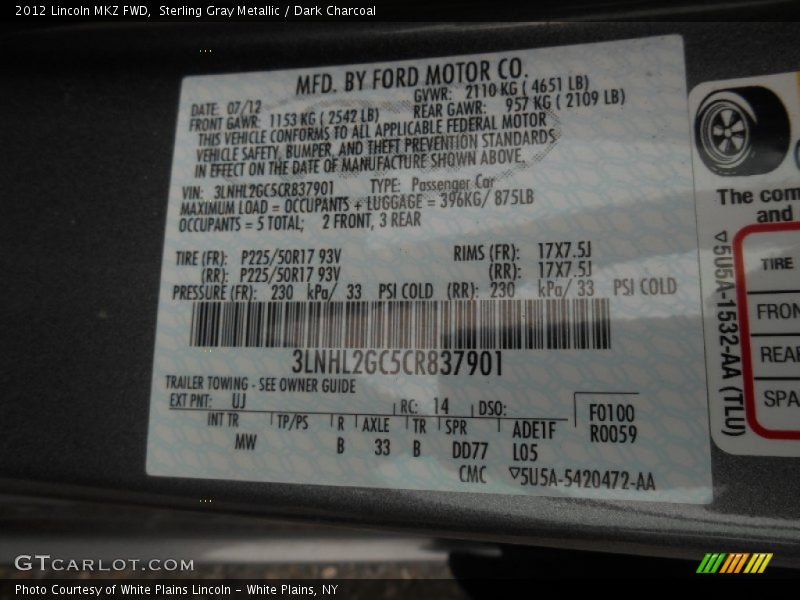 2012 Lincoln MKZ FWD,  Sterling Gray Metallic / Dark Charcoal
MFD. BY FORD MOTOR CO.
DATE: 07/12 GVWR: 2110 KG ( 4651 LB)
FRONT GAWR: 1153 KG ( 2542 LB) REAR GAWR: 957 KG ( 2109 LB)
THIS VEHICLE CONFORMS TO ALL APPLICABLE FEDERAL MOTOR
VEHICLE SAFETY, BUMPER, AND THEFT PREVENTION STANDARDS
IN EFFECT ON THE DATE OF MANUFACTURE SHOWN ABOVE.
VIN: 3LNHL2GC5CR837901 TYPE: Passenger Car
MAXIMUM LOAD = OCCUPANTS + LUGGAGE = 396KG/ 875LB
OCCUPANTS = 5 TOTAL; 2 FRONT, 3 REAR
TIRE (FR): P225/50R17 93V RIMS (FR): 17X7.5J
(RR): P225/50R17 93V (RR): 17X7.5J
PRESSURE (FR): 230 kPa/ 33 PSI COLD (RR): 230 kPa/ 33 PSI COLD
3LNHL2GC5CR837901
TRAILER TOWING - SEE OWNER GUIDE
EXT PNT: UJ RC: 14 DSO:
INT TR TP/PS R AXLE TR SPR ADE1F F0100
MW B 33 B DD77 L05 R0059
CMC ▽5U5A-5420472-AA
The com
and
▽5U5A-1532-AA (TLU)
TIRE
FRON
REAR
SPA
GTCARLOT.COM
Photo Courtesy of White Plains Lincoln - White Plains, NY